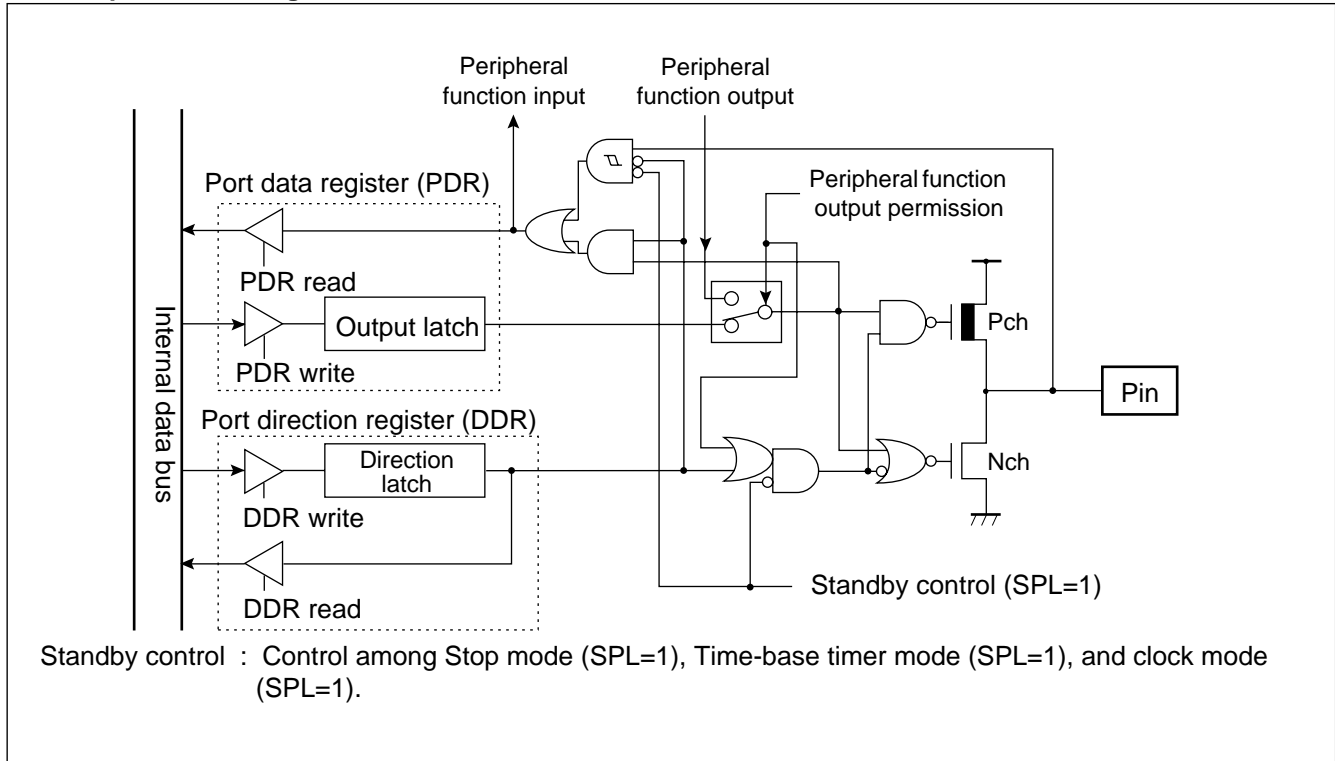 Peripheral
function input
Peripheral
function output
Port data register (PDR)
Peripheral function
output permission
PDR read
Output latch
PDR write
Pch
Pin
Internal data bus
Port direction register (DDR)
Direction
latch
Nch
DDR write
Standby control (SPL=1)
DDR read
Standby control : Control among Stop mode (SPL=1), Time-base timer mode (SPL=1), and clock mode
(SPL=1).